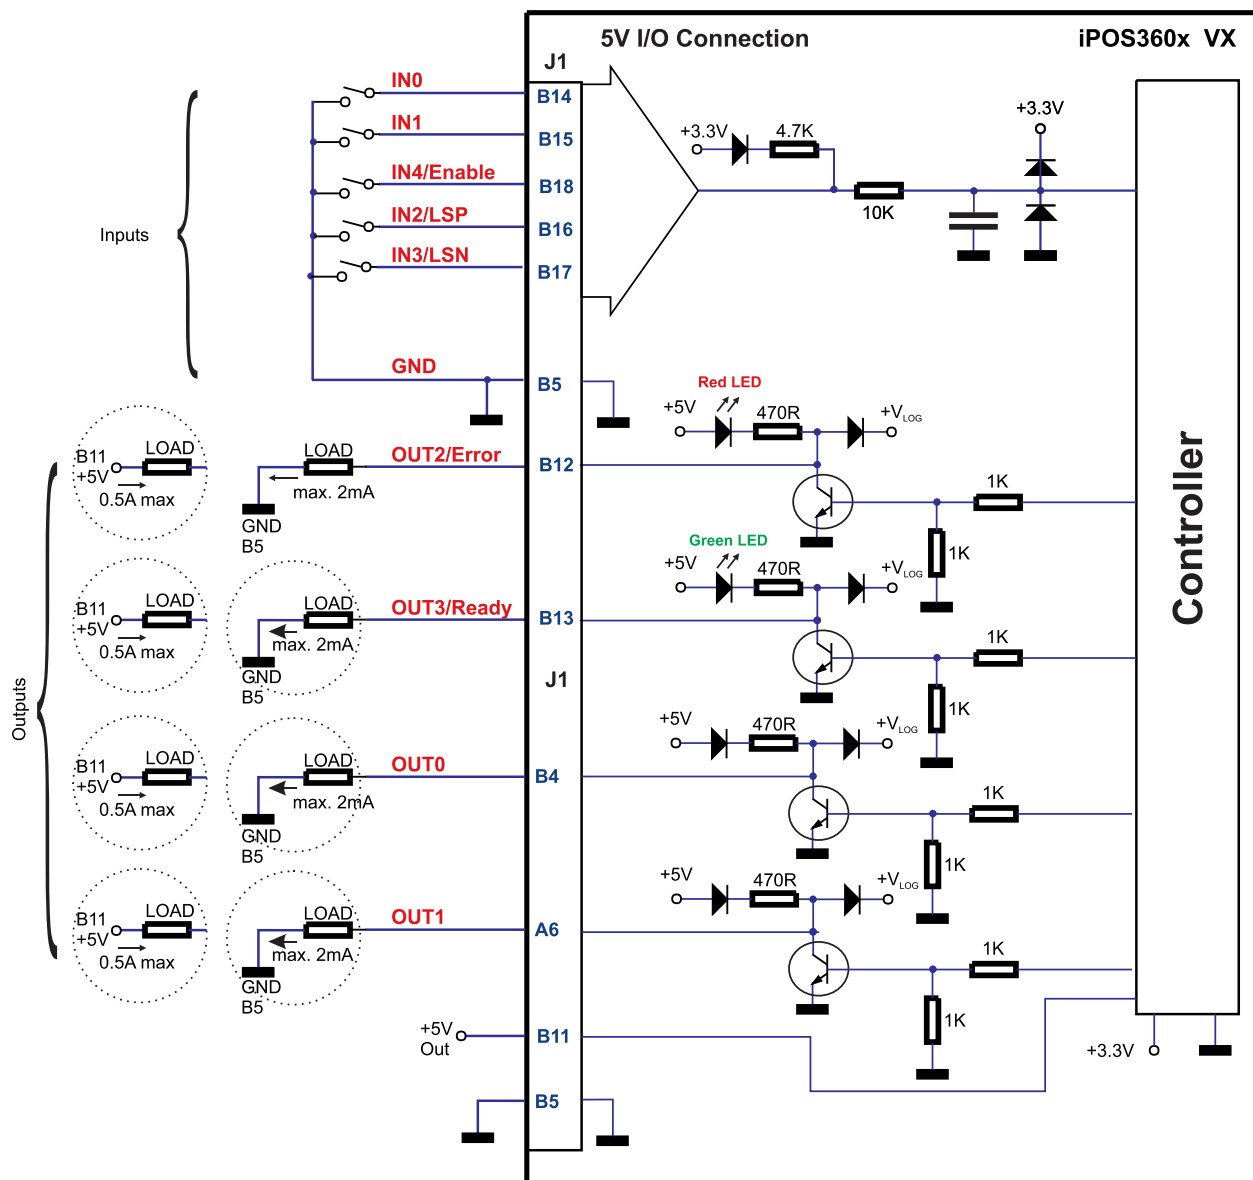 5V I/O Connection
iPOS360x VX
J1
IN0
B14
IN1
B15
IN4/Enable
B18
IN2/LSP
B16
IN3/LSN
B17
Inputs
GND
B5
+3.3V
4.7K
10K
+3.3V
Controller
Outputs
B11
+5V
LOAD
0.5A max
LOAD
max. 2mA
GND
B5
OUT2/Error
B12
Red LED
+5V
470R
+VLOG
1K
1K
B11
+5V
LOAD
0.5A max
LOAD
max. 2mA
GND
B5
OUT3/Ready
B13
Green LED
+5V
470R
+VLOG
1K
1K
J1
B11
+5V
LOAD
0.5A max
LOAD
max. 2mA
GND
B5
OUT0
B4
+5V
470R
+VLOG
1K
1K
B11
+5V
LOAD
0.5A max
LOAD
max. 2mA
GND
B5
OUT1
A6
+5V
470R
+VLOG
1K
1K
+5V
Out
B11
B5
+3.3V